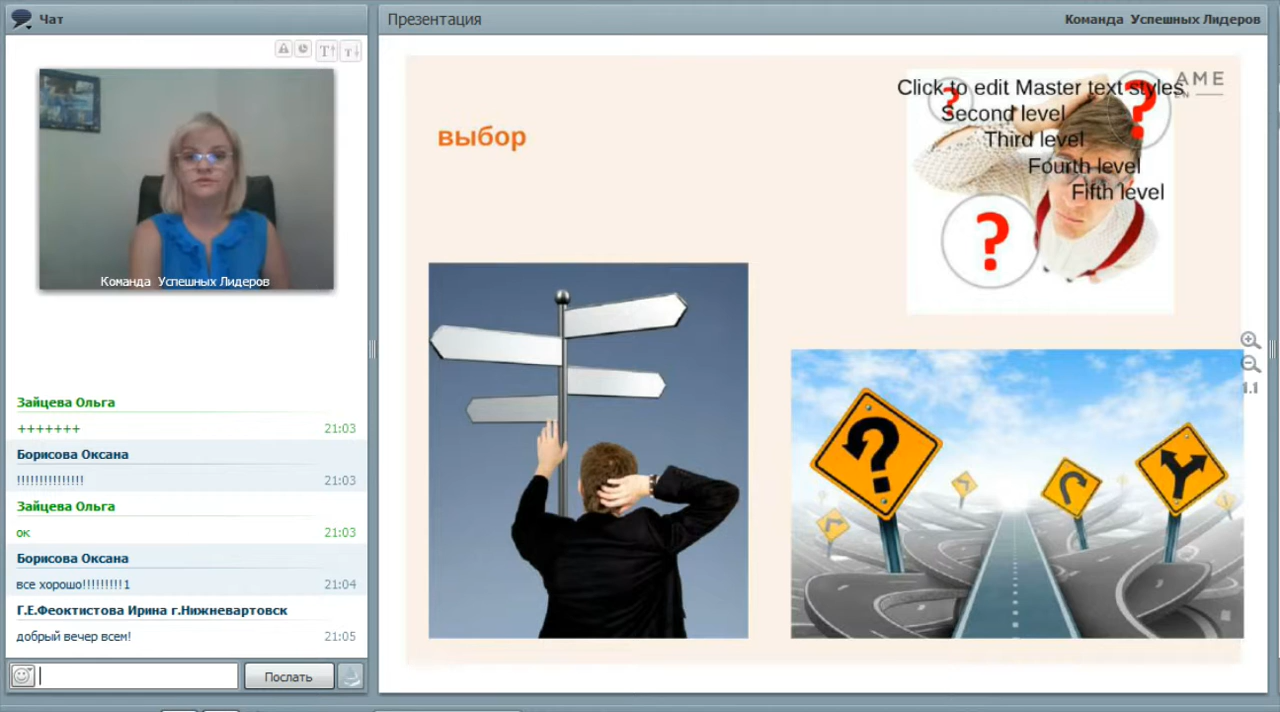 Чат
Команда Успешных Лидеров
Зайцева Ольга
+++++++ 21:03
Борисова Оксана
!!!!!!!!!!!!!!! 21:03
Зайцева Ольга
ок 21:03
Борисова Оксана
все хорошо!!!!!!!!!1 21:04
Г.Е.Феоктистова Ирина г.Нижневартовск
добрый вечер всем! 21:05
Послать
Презентация
Команда Успешных Лидеров
выбор
AME
Click to edit Master text styles
Second level
Third level
Fourth level
Fifth level
?
?
?
?
1.1